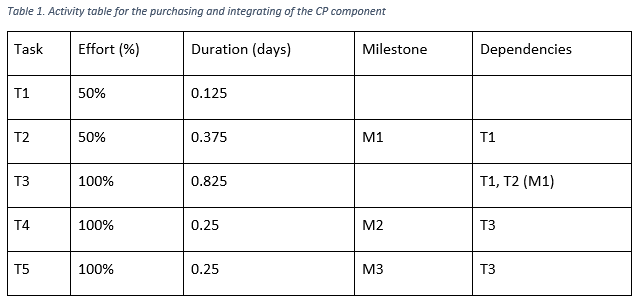 Table 1. Activity table for the purchasing and integrating of the CP component
Task Effort (%) Duration (days) Milestone Dependencies
T1 50% 0.125
T2 50% 0.375 M1 T1
T3 100% 0.825 T1, T2 (M1)
T4 100% 0.25 M2 T3
T5 100% 0.25 M3 T3